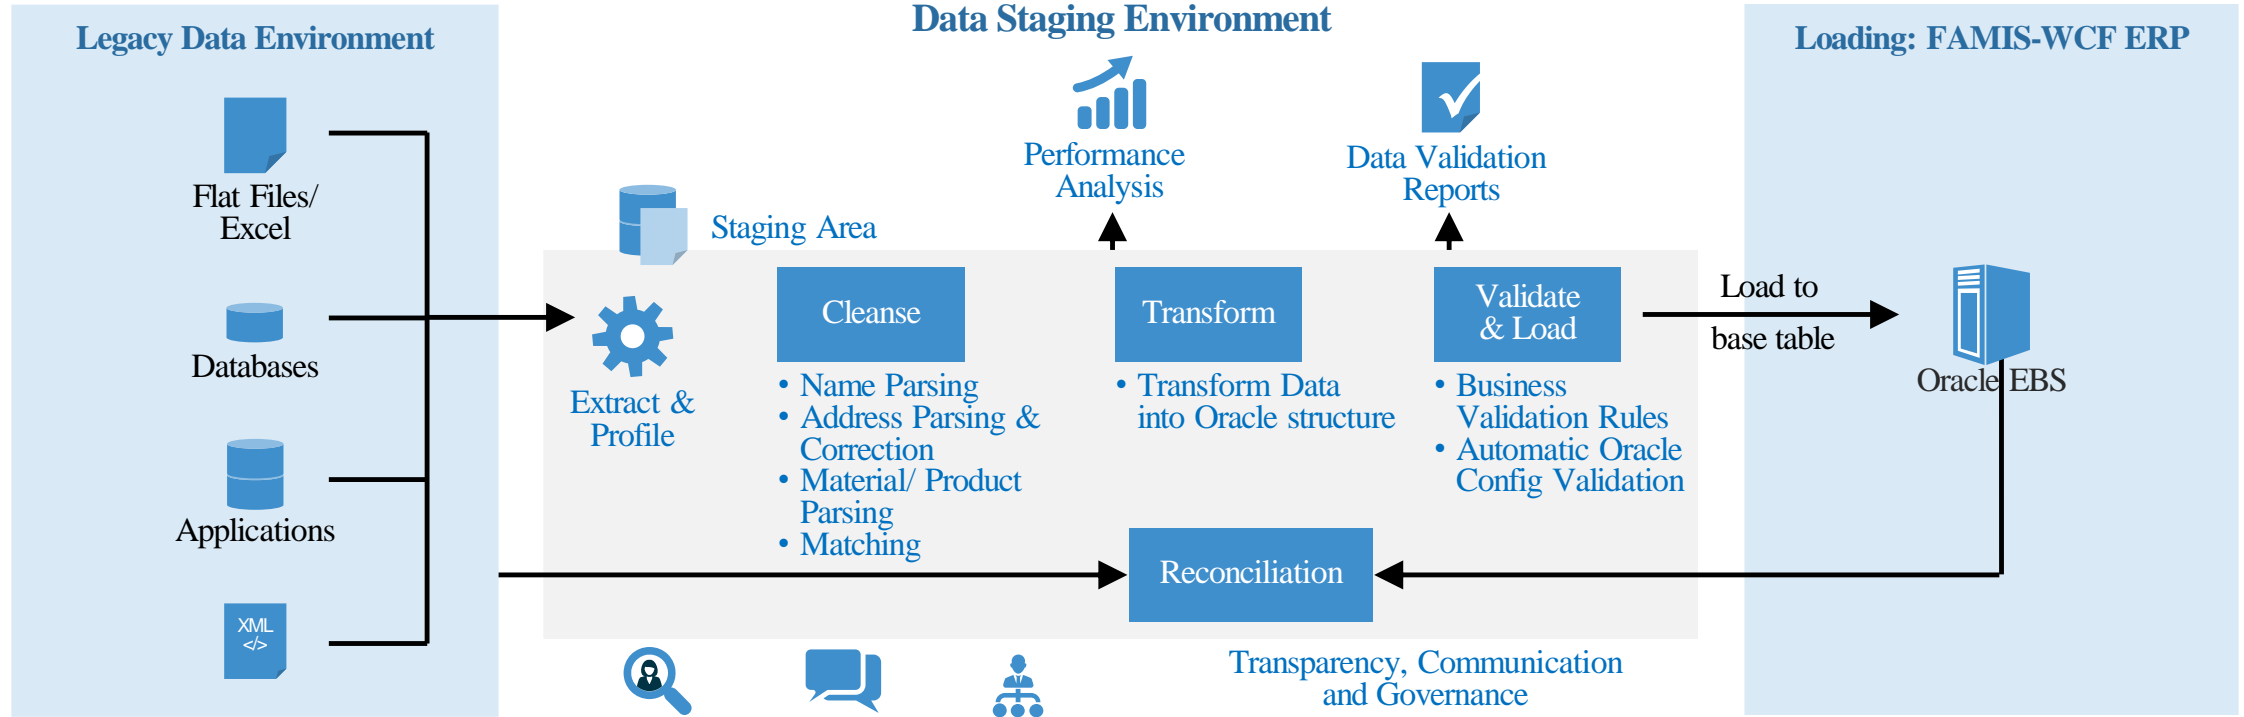 Legacy Data Environment
Flat Files/
Excel
Databases
Applications
XML
</>
Data Staging Environment
Performance
Analysis
Data Validation
Reports
Staging Area
Extract &
Profile
Cleanse
• Name Parsing
• Address Parsing &
Correction
• Material/ Product
Parsing
• Matching
Transform
• Transform Data
into Oracle structure
Validate
& Load
• Business
Validation Rules
• Automatic Oracle
Config Validation
Reconciliation
Transparency, Communication
and Governance
Load to
base table
Loading: FAMIS-WCF ERP
Oracle EBS